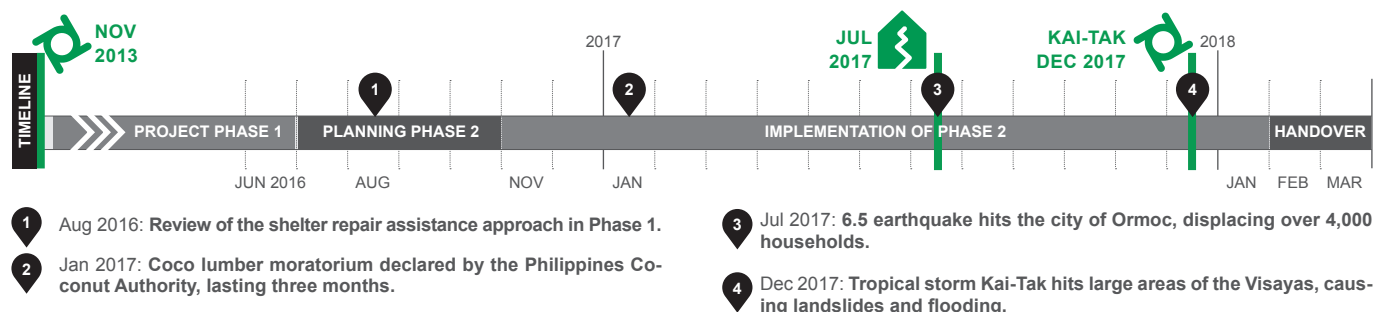 NOV
2013
2017
JUL
2017
KAI-TAK
DEC 2017
2018
TIMELINE
1
2
3
4
PROJECT PHASE 1
PLANNING PHASE 2
IMPLEMENTATION OF PHASE 2
HANDOVER
JUN 2016
AUG
NOV
JAN
JAN
FEB
MAR
1
Aug 2016: Review of the shelter repair assistance approach in Phase 1.
2
Jan 2017: Coco lumber moratorium declared by the Philippines Co-
conut Authority, lasting three months.
3
Jul 2017: 6.5 earthquake hits the city of Ormoc, displacing over 4,000
households.
4
Dec 2017: Tropical storm Kai-Tak hits large areas of the Visayas, caus-
ing landslides and flooding.